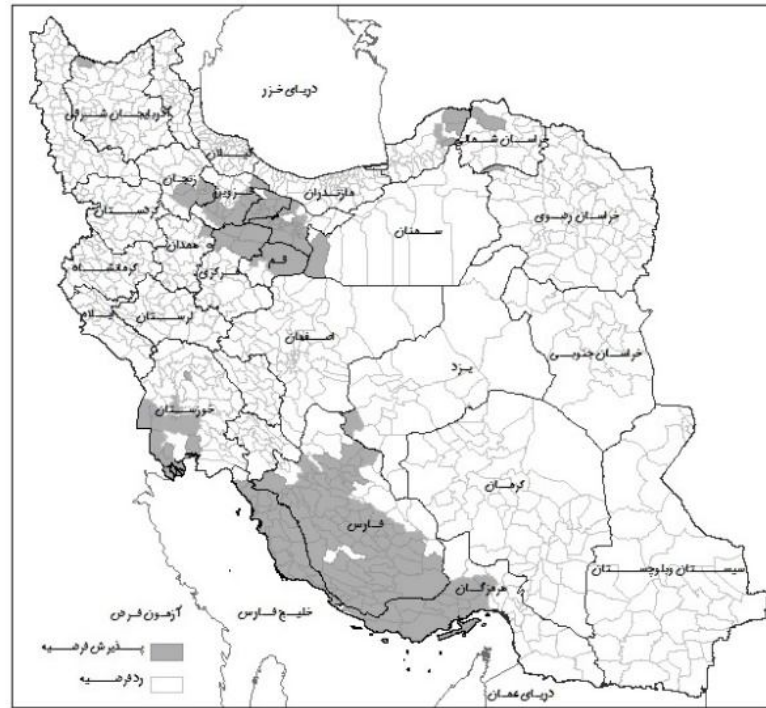 دریای خزر
آذربایجان شرقی
گیلان
خراسان شمالی
زنجان
قزوین
مازندران
کردستان
خراسان رضوی
سمنان
همدان
قم
کرمانشاه
مرکزی
ایلام
لرستان
اصفهان
خراسان جنوبی
یزد
خوزستان
کرمان
فارس
سیستان وبلوچستان
هرمزگان
آزمون فرض
خلیج فارس
پذیرش فرضیه
رد فرضیه
دریای عمان